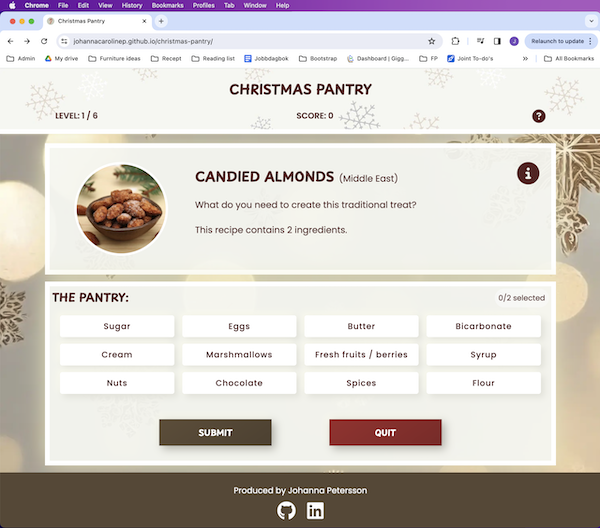 Chrome File Edit View History Bookmarks Profiles Tab Window Help
Christmas Pantry
johannacarolinep.github.io/christmas-pantry/
Relaunch to update
Admin My drive Furniture ideas Recept Reading list Jobbdagbok Bootstrap Dashboard | Gigg... FP Joint To-do's » All Bookmarks
CHRISTMAS PANTRY
LEVEL: 1 / 6 SCORE: 0 ?
CANDIED ALMONDS (Middle East)
What do you need to create this traditional treat?
This recipe contains 2 ingredients.
THE PANTRY: 0/2 selected
Sugar Eggs Butter Bicarbonate
Cream Marshmallows Fresh fruits / berries Syrup
Nuts Chocolate Spices Flour
SUBMIT QUIT
Produced by Johanna Petersson
in